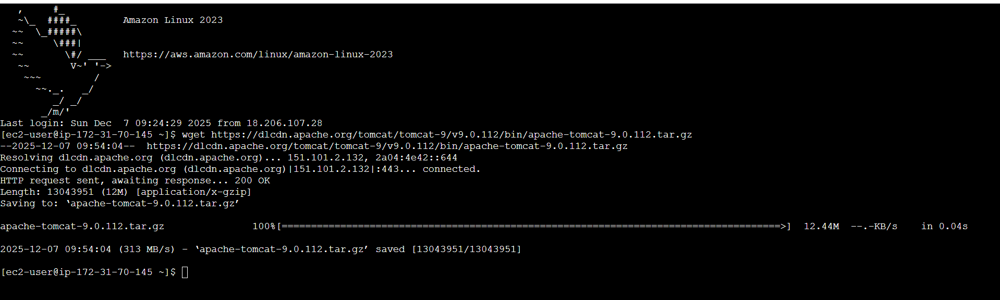 ,     #_
   ~\_  ####_        Amazon Linux 2023
  ~~  \_#####\
  ~~     \###|
  ~~       \#/ ___   https://aws.amazon.com/linux/amazon-linux-2023
   ~~       V~' '->
    ~~~         /
      ~~._.   _/
         _/ _/
       _/m/'
Last login: Sun Dec  7 09:24:29 2025 from 18.206.107.28
[ec2-user@ip-172-31-70-145 ~]$ wget https://dlcdn.apache.org/tomcat/tomcat-9/v9.0.112/bin/apache-tomcat-9.0.112.tar.gz
--2025-12-07 09:54:04--  https://dlcdn.apache.org/tomcat/tomcat-9/v9.0.112/bin/apache-tomcat-9.0.112.tar.gz
Resolving dlcdn.apache.org (dlcdn.apache.org)... 151.101.2.132, 2a04:4e42::644
Connecting to dlcdn.apache.org (dlcdn.apache.org)|151.101.2.132|:443... connected.
HTTP request sent, awaiting response... 200 OK
Length: 13043951 (12M) [application/x-gzip]
Saving to: ‘apache-tomcat-9.0.112.tar.gz’
apache-tomcat-9.0.112.tar.gz               100%[=====================================================================================>]  12.44M  --.-KB/s    in 0.04s
2025-12-07 09:54:04 (313 MB/s) - ‘apache-tomcat-9.0.112.tar.gz’ saved [13043951/13043951]
[ec2-user@ip-172-31-70-145 ~]$